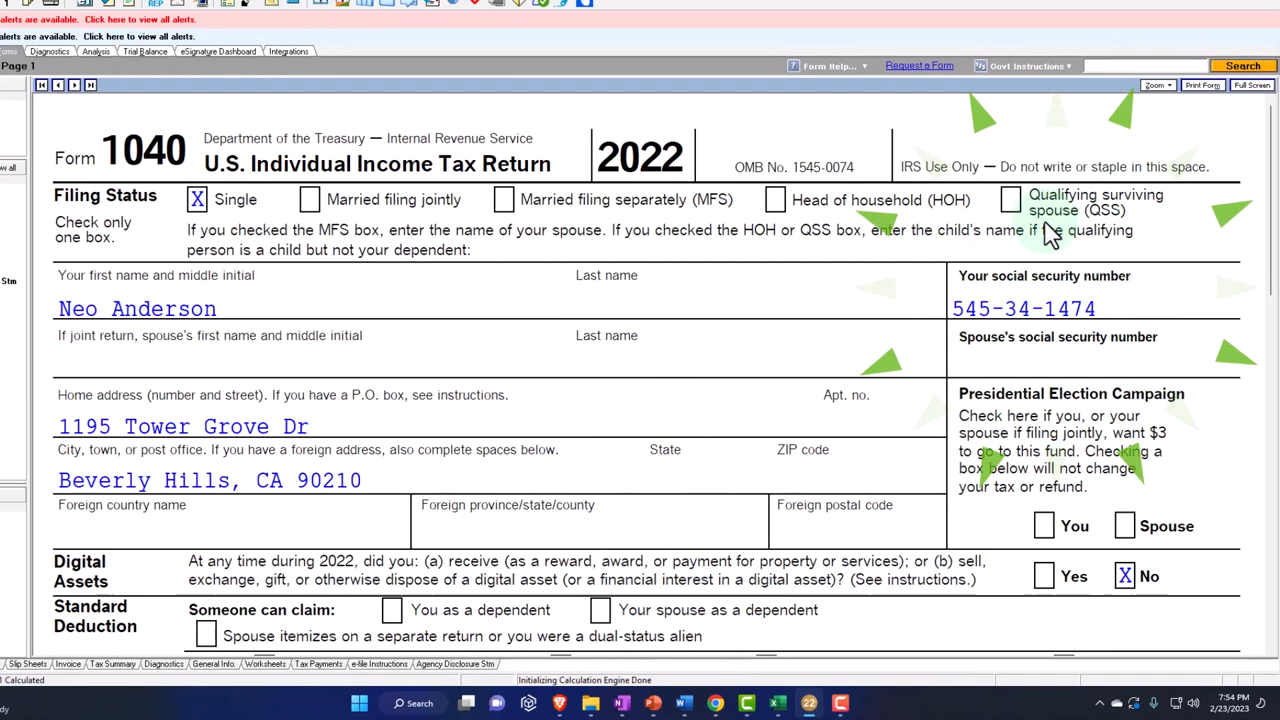 alerts are available. Click here to view all alerts.
alerts are available. Click here to view all alerts.
Forms Diagnostics Analysis Trial Balance eSignature Dashboard Integrations
Page 1 Form Help... Request a Form Govt Instructions Search
Zoom Print Form Full Screen
Form 1040 Department of the Treasury — Internal Revenue Service
U.S. Individual Income Tax Return 2022 OMB No. 1545-0074 IRS Use Only — Do not write or staple in this space.
Filing Status X Single Married filing jointly Married filing separately (MFS) Head of household (HOH) Qualifying surviving
spouse (QSS)
Check only
one box.
If you checked the MFS box, enter the name of your spouse. If you checked the HOH or QSS box, enter the child's name if the qualifying
person is a child but not your dependent:
Your first name and middle initial Last name Your social security number
Neo Anderson 545-34-1474
If joint return, spouse's first name and middle initial Last name Spouse's social security number
Home address (number and street). If you have a P.O. box, see instructions. Apt. no.
1195 Tower Grove Dr
City, town, or post office. If you have a foreign address, also complete spaces below. State ZIP code
Beverly Hills, CA 90210
Foreign country name Foreign province/state/county Foreign postal code
Presidential Election Campaign
Check here if you, or your
spouse if filing jointly, want $3
to go to this fund. Checking a
box below will not change
your tax or refund.
You Spouse
Digital
Assets
At any time during 2022, did you: (a) receive (as a reward, award, or payment for property or services); or (b) sell,
exchange, gift, or otherwise dispose of a digital asset (or a financial interest in a digital asset)? (See instructions.)
Yes X No
Standard
Deduction
Someone can claim: You as a dependent Your spouse as a dependent
Spouse itemizes on a separate return or you were a dual-status alien
Slip Sheets Invoice Tax Summary Diagnostics General Info. Worksheets Tax Payments e-file Instructions Agency Disclosure Stm
Calculated Initializing Calculation Engine Done
Search
22
7:54 PM
2/23/2023